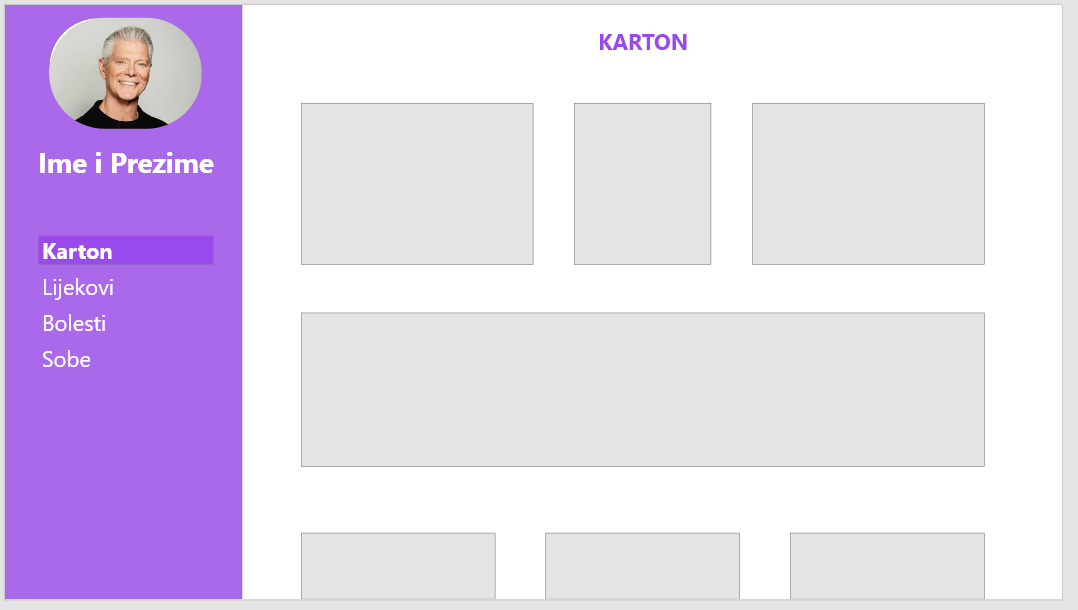 Ime i Prezime
Karton
Lijekovi
Bolesti
Sobe
KARTON